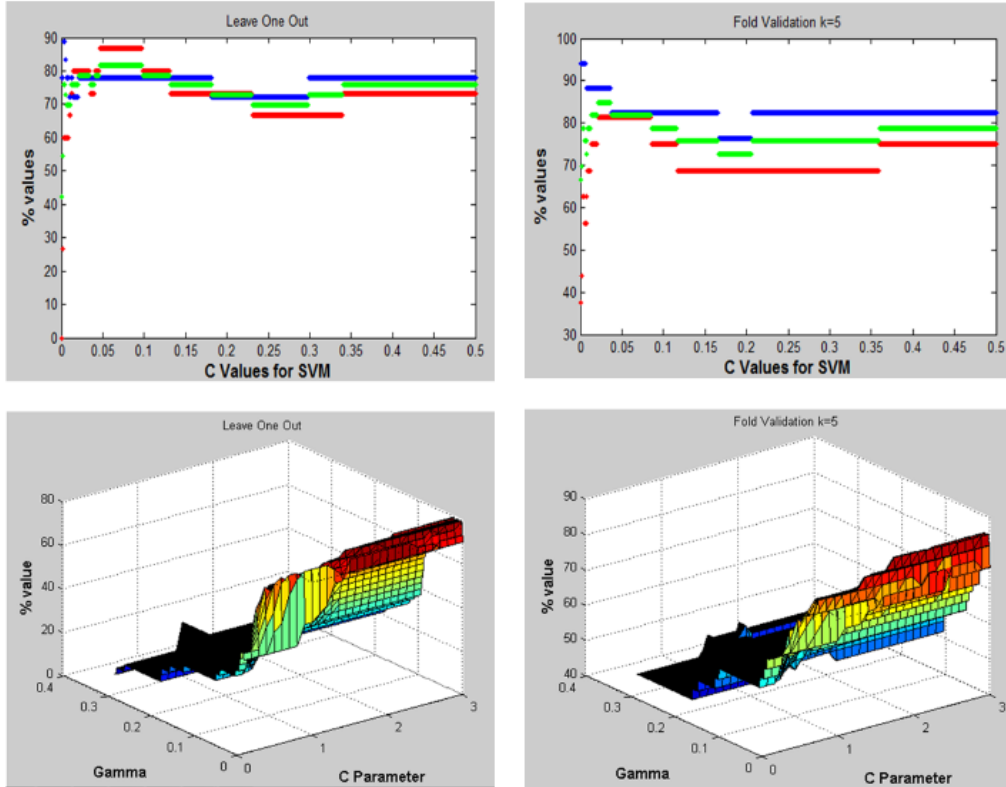 Leave One Out
90
80
70
60
50
40
30
20
10
0
% values
0 0.05 0.1 0.15 0.2 0.25 0.3 0.35 0.4 0.45 0.5
C Values for SVM
Fold Validation k=5
100
90
80
70
60
50
40
30
% values
0 0.05 0.1 0.15 0.2 0.25 0.3 0.35 0.4 0.45 0.5
C Values for SVM
Leave One Out
80
60
40
20
0
% value
0.4
0.3
0.2
0.1
0
Gamma
0
1
2
3
C Parameter
Fold Validation k=5
90
80
70
60
50
40
% value
0.4
0.3
0.2
0.1
0
Gamma
0
1
2
3
C Parameter